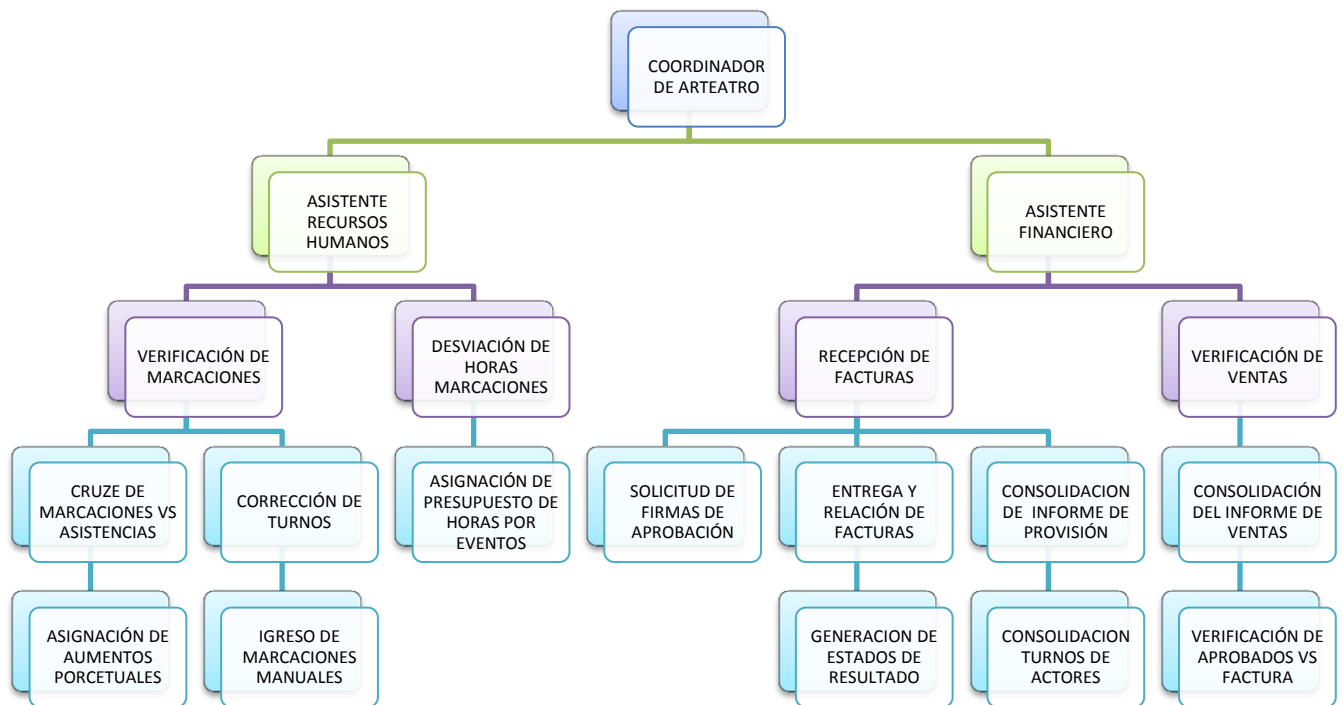 COORDINADOR
DE ARTEATRO
ASISTENTE
RECURSOS
HUMANOS
ASISTENTE
FINANCIERO
VERIFICACIÓN DE
MARCACIONES
DESVIACIÓN DE
HORAS
MARCACIONES
RECEPCIÓN DE
FACTURAS
VERIFICACIÓN DE
VENTAS
CRUZE DE
MARCACIONES VS
ASISTENCIAS
CORRECCIÓN DE
TURNOS
ASIGNACIÓN DE
PRESUPUESTO DE
HORAS POR
EVENTOS
SOLICITUD DE
FIRMAS DE
APROBACIÓN
ENTREGA Y
RELACIÓN DE
FACTURAS
CONSOLIDACION
DE INFORME DE
PROVISIÓN
CONSOLIDACIÓN
DEL INFORME DE
VENTAS
ASIGNACIÓN DE
AUMENTOS
PORCETUALES
IGRESO DE
MARCACIONES
MANUALES
GENERACION DE
ESTADOS DE
RESULTADO
CONSOLIDACION
TURNOS DE
ACTORES
VERIFICACIÓN DE
APROBADOS VS
FACTURA